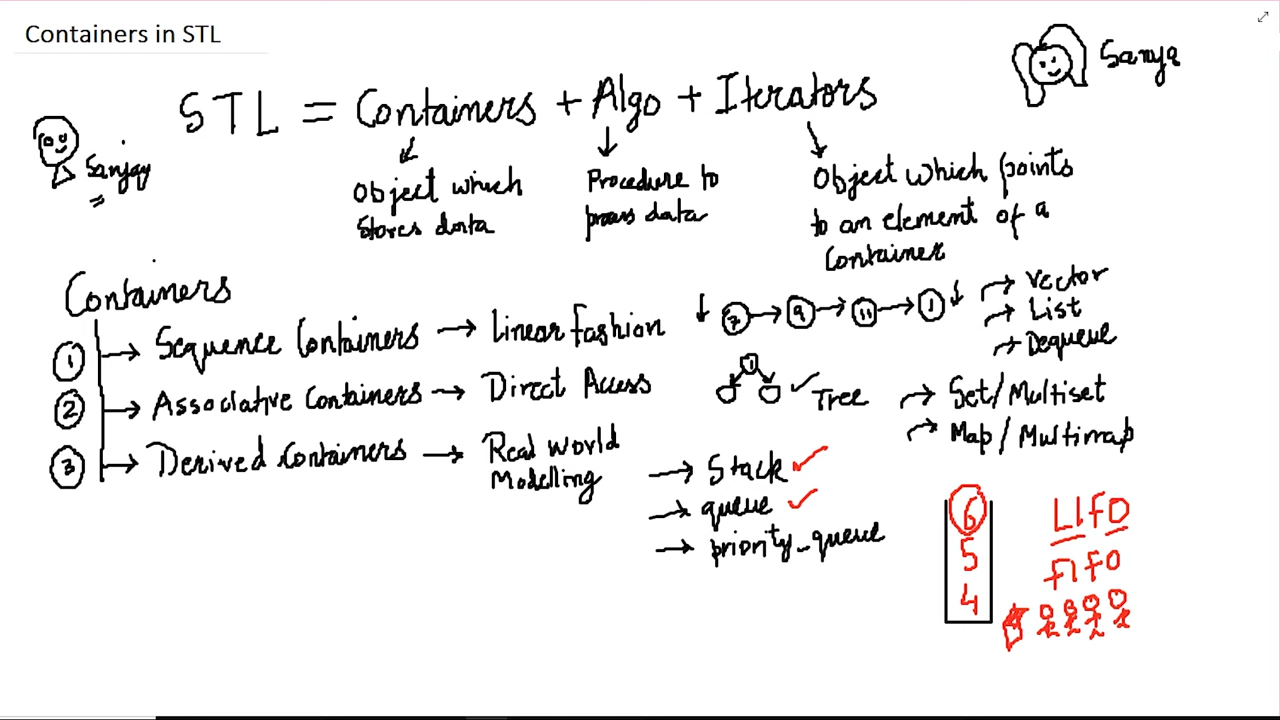 Containers in STL
Sanya
STL = Containers + Algo + Iterators
Sanjay
Object which
Stores data
Procedure to
process data
Object which points
to an element of a
Container
Containers
1 Sequence Containers → Linear Fashion
7 → 9 → 11 → 1
Vector
List
Dequeue
2 Associative Containers → Direct Access
1
Tree
Set/Multiset
Map/Multimap
3 Derived Containers → Real World
Modelling
→ Stack
→ queue
→ priority_queue
6
5
4
LIFO
FIFO